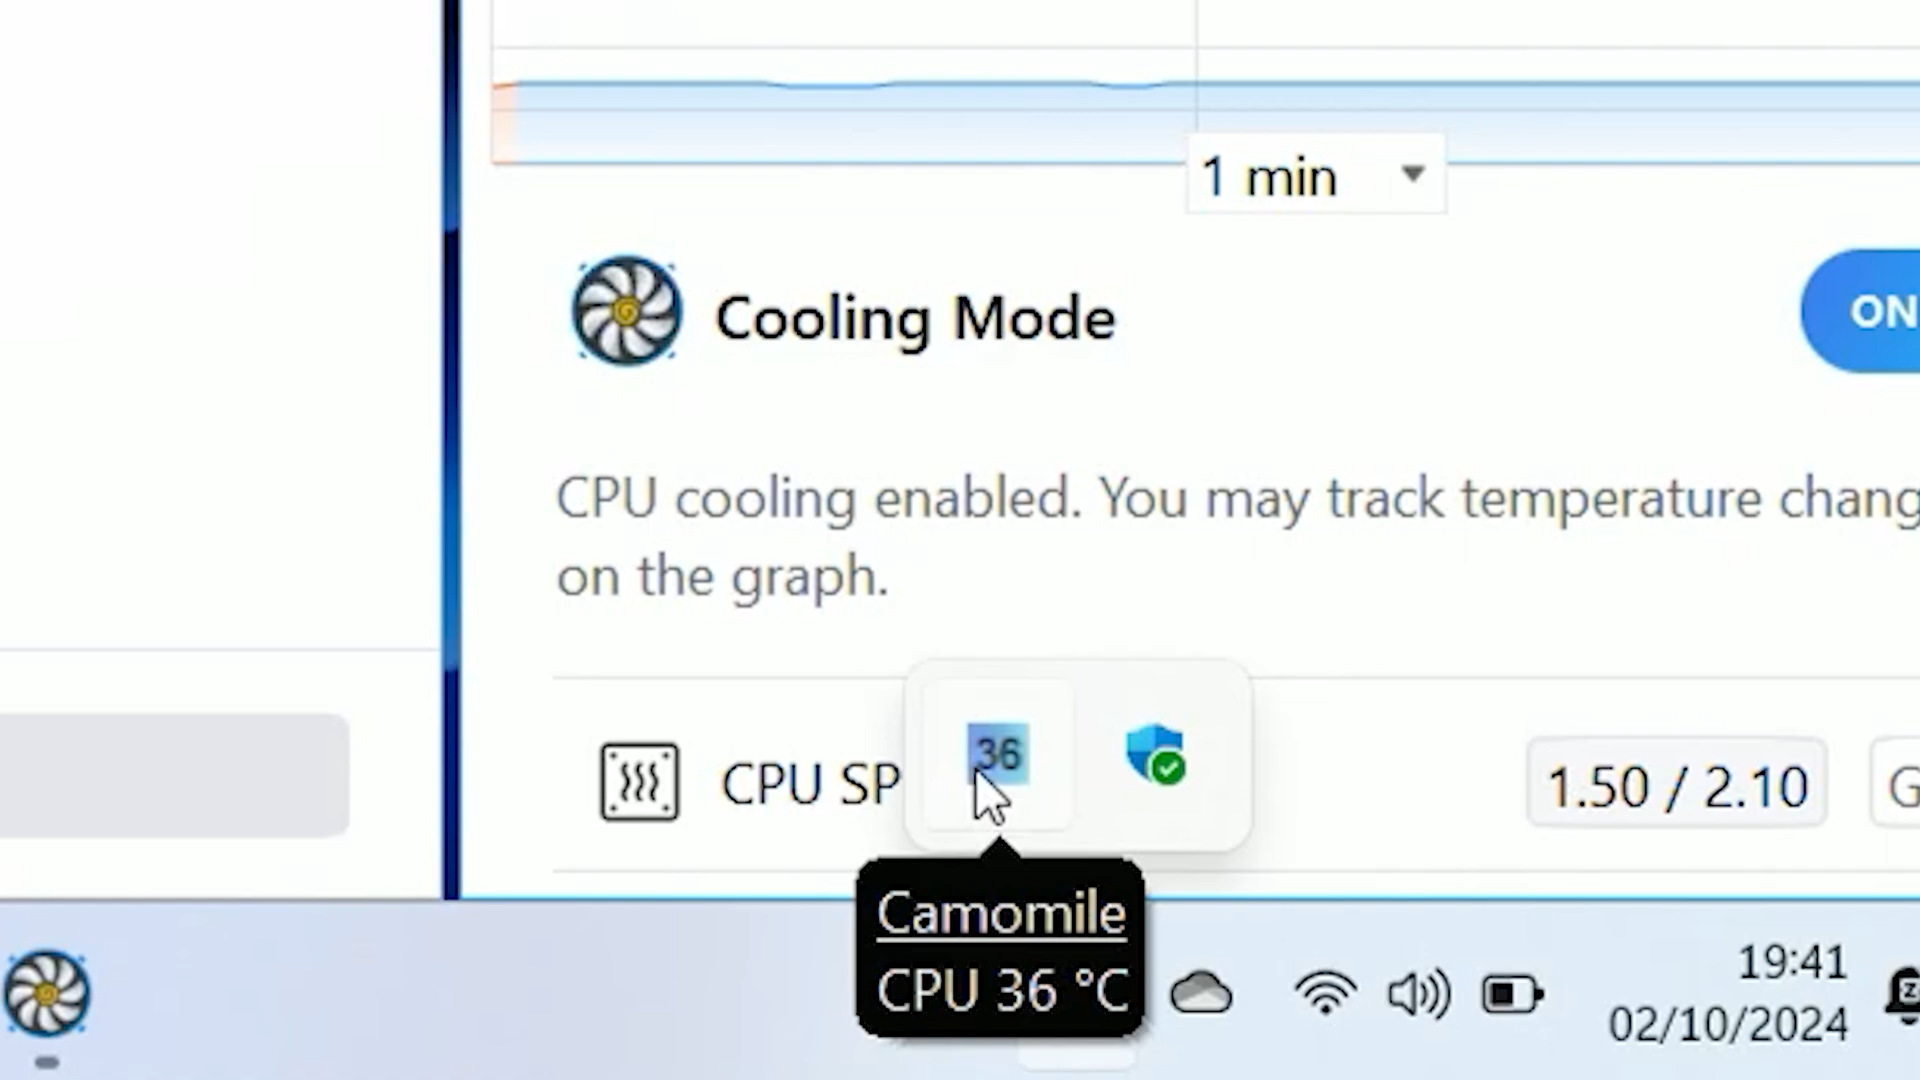 1 min
Cooling Mode
ON
CPU cooling enabled. You may track temperature chang
on the graph.
36
CPU SP
1.50 / 2.10
G
Camomile
CPU 36 °C
19:41
02/10/2024